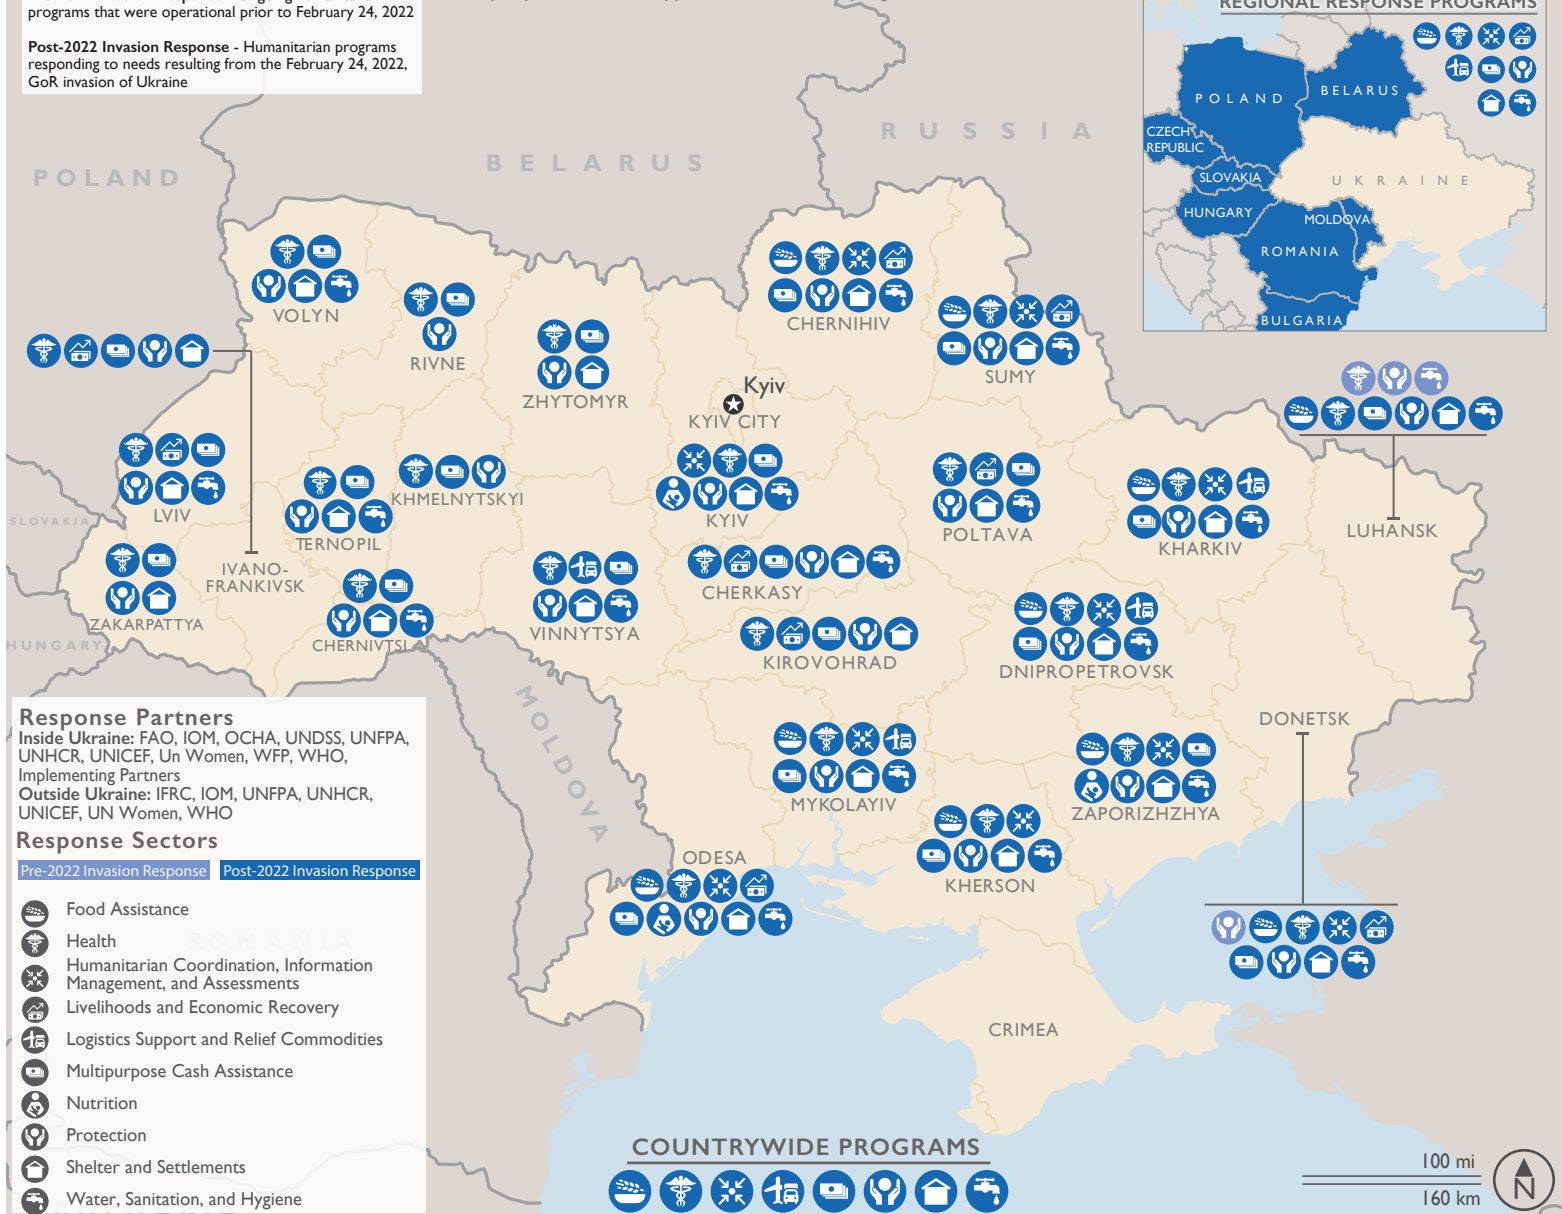 programs that were operational prior to February 24, 2022
Post-2022 Invasion Response - Humanitarian programs
responding to needs resulting from the February 24, 2022,
GoR invasion of Ukraine
REGIONAL RESPONSE PROGRAMS
POLAND
BELARUS
CZECH
REPUBLIC
SLOVAKIA
UKRAINE
HUNGARY
MOLDOVA
ROMANIA
BULGARIA
RUSSIA
BELARUS
POLAND
VOLYN
RIVNE
ZHYTOMYR
CHERNIHIV
SUMY
Kyiv
KYIV CITY
KYIV
LVIV
TERNOPIL
KHMELNYTSKYI
POLTAVA
KHARKIV
LUHANSK
SLOVAKIA
IVANO-
FRANKIVSK
ZAKARPATTYA
CHERNIVTSI
VINNYTSYA
CHERKASY
KIROVOHRAD
DNIPROPETROVSK
HUNGARY
MOLDOVA
DONETSK
MYKOLAYIV
ZAPORIZHZHYA
ODESA
KHERSON
CRIMEA
Response Partners
Inside Ukraine: FAO, IOM, OCHA, UNDSS, UNFPA,
UNHCR, UNICEF, Un Women, WFP, WHO,
Implementing Partners
Outside Ukraine: IFRC, IOM, UNFPA, UNHCR,
UNICEF, UN Women, WHO
Response Sectors
Pre-2022 Invasion Response Post-2022 Invasion Response
Food Assistance
Health
ROMANIA
Humanitarian Coordination, Information
Management, and Assessments
Livelihoods and Economic Recovery
Logistics Support and Relief Commodities
Multipurpose Cash Assistance
Nutrition
Protection
Shelter and Settlements
Water, Sanitation, and Hygiene
COUNTRYWIDE PROGRAMS
100 mi
160 km
N